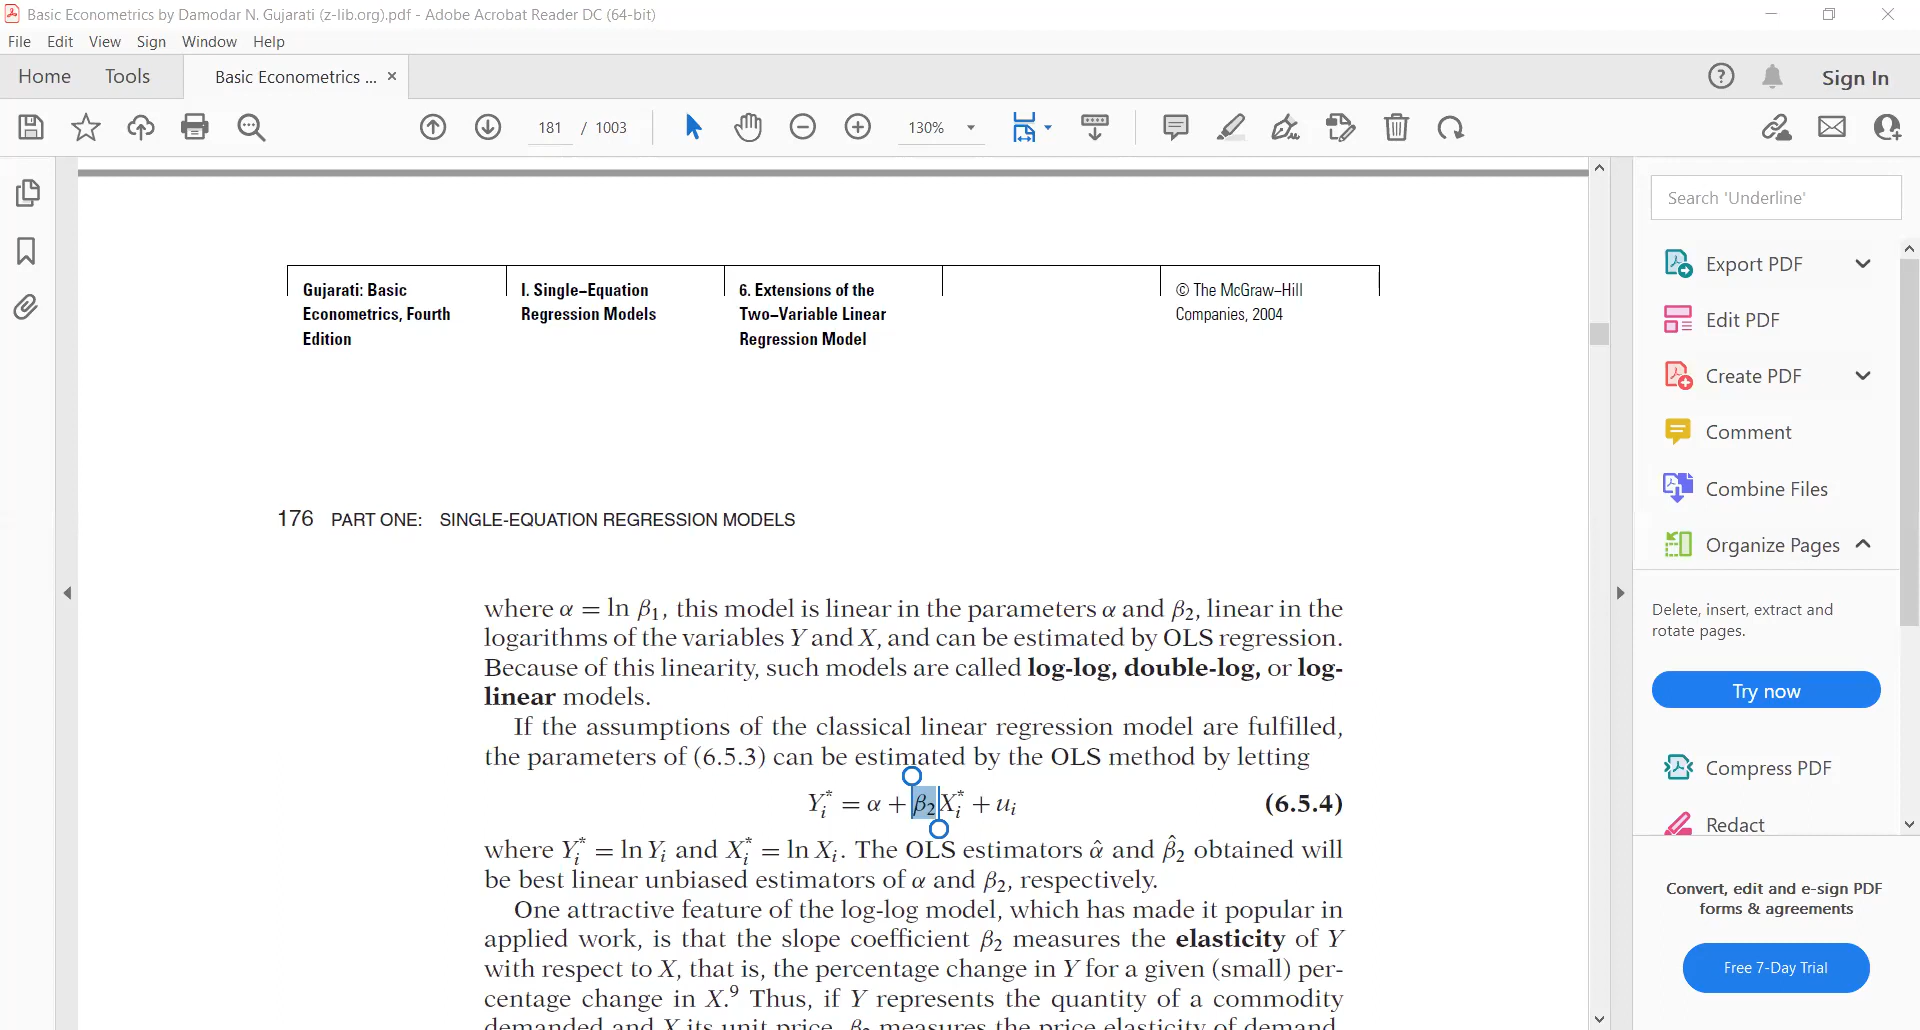 Basic Econometrics by Damodar N. Gujarati (z-lib.org).pdf - Adobe Acrobat Reader DC (64-bit)
File Edit View Sign Window Help
Home Tools Basic Econometrics ... × Sign In
181 / 1003 130%
Search 'Underline'
Export PDF
Edit PDF
Create PDF
Comment
Combine Files
Organize Pages
Delete, insert, extract and
rotate pages.
Try now
Compress PDF
Redact
Convert, edit and e-sign PDF
forms & agreements
Free 7-Day Trial
Gujarati: Basic
Econometrics, Fourth
Edition
I. Single–Equation
Regression Models
6. Extensions of the
Two–Variable Linear
Regression Model
© The McGraw–Hill
Companies, 2004
176 PART ONE: SINGLE-EQUATION REGRESSION MODELS
where α = ln β₁, this model is linear in the parameters α and β₂, linear in the
logarithms of the variables Y and X, and can be estimated by OLS regression.
Because of this linearity, such models are called log-log, double-log, or log-
linear models.
If the assumptions of the classical linear regression model are fulfilled,
the parameters of (6.5.3) can be estimated by the OLS method by letting
Yᵢ* = α + β₂Xᵢ* + uᵢ (6.5.4)
where Yᵢ* = ln Yᵢ and Xᵢ* = ln Xᵢ. The OLS estimators α̂ and β̂₂ obtained will
be best linear unbiased estimators of α and β₂, respectively.
One attractive feature of the log-log model, which has made it popular in
applied work, is that the slope coefficient β₂ measures the elasticity of Y
with respect to X, that is, the percentage change in Y for a given (small) per-
centage change in X.⁹ Thus, if Y represents the quantity of a commodity
demanded and X its unit price, β₂ measures the price elasticity of demand,